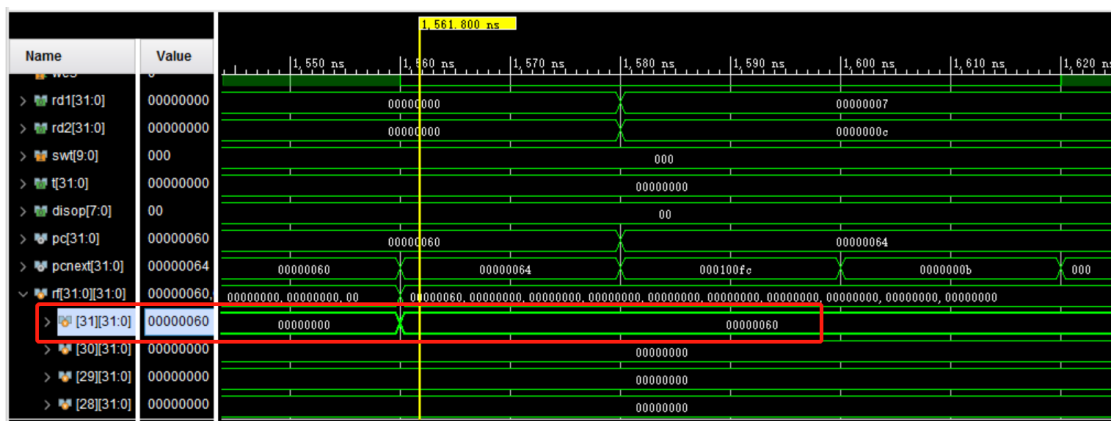 1,561.800 ns
Name Value
1,550 ns 1,560 ns 1,570 ns 1,580 ns 1,590 ns 1,600 ns 1,610 ns 1,620 ns
rd1[31:0] 00000000 00000000 00000007
rd2[31:0] 00000000 00000000 0000000c
swt[9:0] 000 000
t[31:0] 00000000 00000000
disop[7:0] 00 00
pc[31:0] 00000060 00000060 00000064
pcnext[31:0] 00000064 00000060 00000064 000100fc 0000000b 000
rf[31:0][31:0] 00000060, 00000000,00000000,00 00000060,00000000,00000000,00000000,00000000,00000000,00000000,00000000,00000000,00000000
[31][31:0] 00000060 00000000 00000060
[30][31:0] 00000000 00000000
[29][31:0] 00000000 00000000
[28][31:0] 00000000 00000000